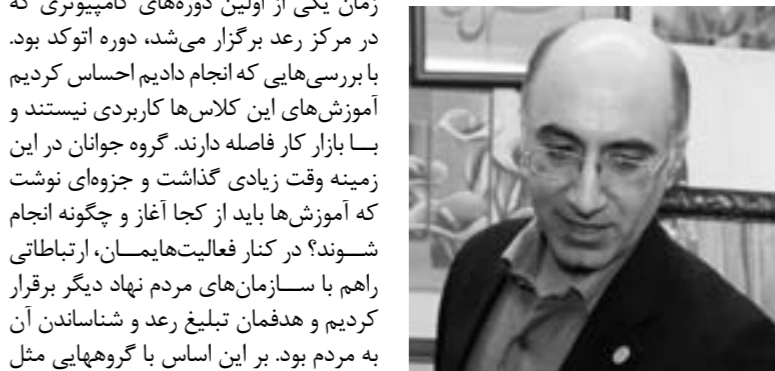 زمان یکی از اولین دوره‌های کامپیوتری که
در مرکز رعد برگزار می‌شد، دوره اتوکد بود.
با بررسی‌هایی که انجام دادیم احساس کردیم
آموزش‌های این کلاس‌ها کاربردی نیستند و
بــا بازار کار فاصله دارند. گروه جوانان در این
زمینه وقت زیادی گذاشت و جزوه‌ای نوشت
که آموزش‌ها باید از کجا آغاز و چگونه انجام
شــوند؟ در کنار فعالیت‌هایمــان، ارتباطاتی
راهم با ســازمان‌های مردم نهاد دیگر برقرار
کردیم و هدفمان تبلیغ رعد و شناساندن آن
به مردم بود. بر این اساس با گروههایی مثل